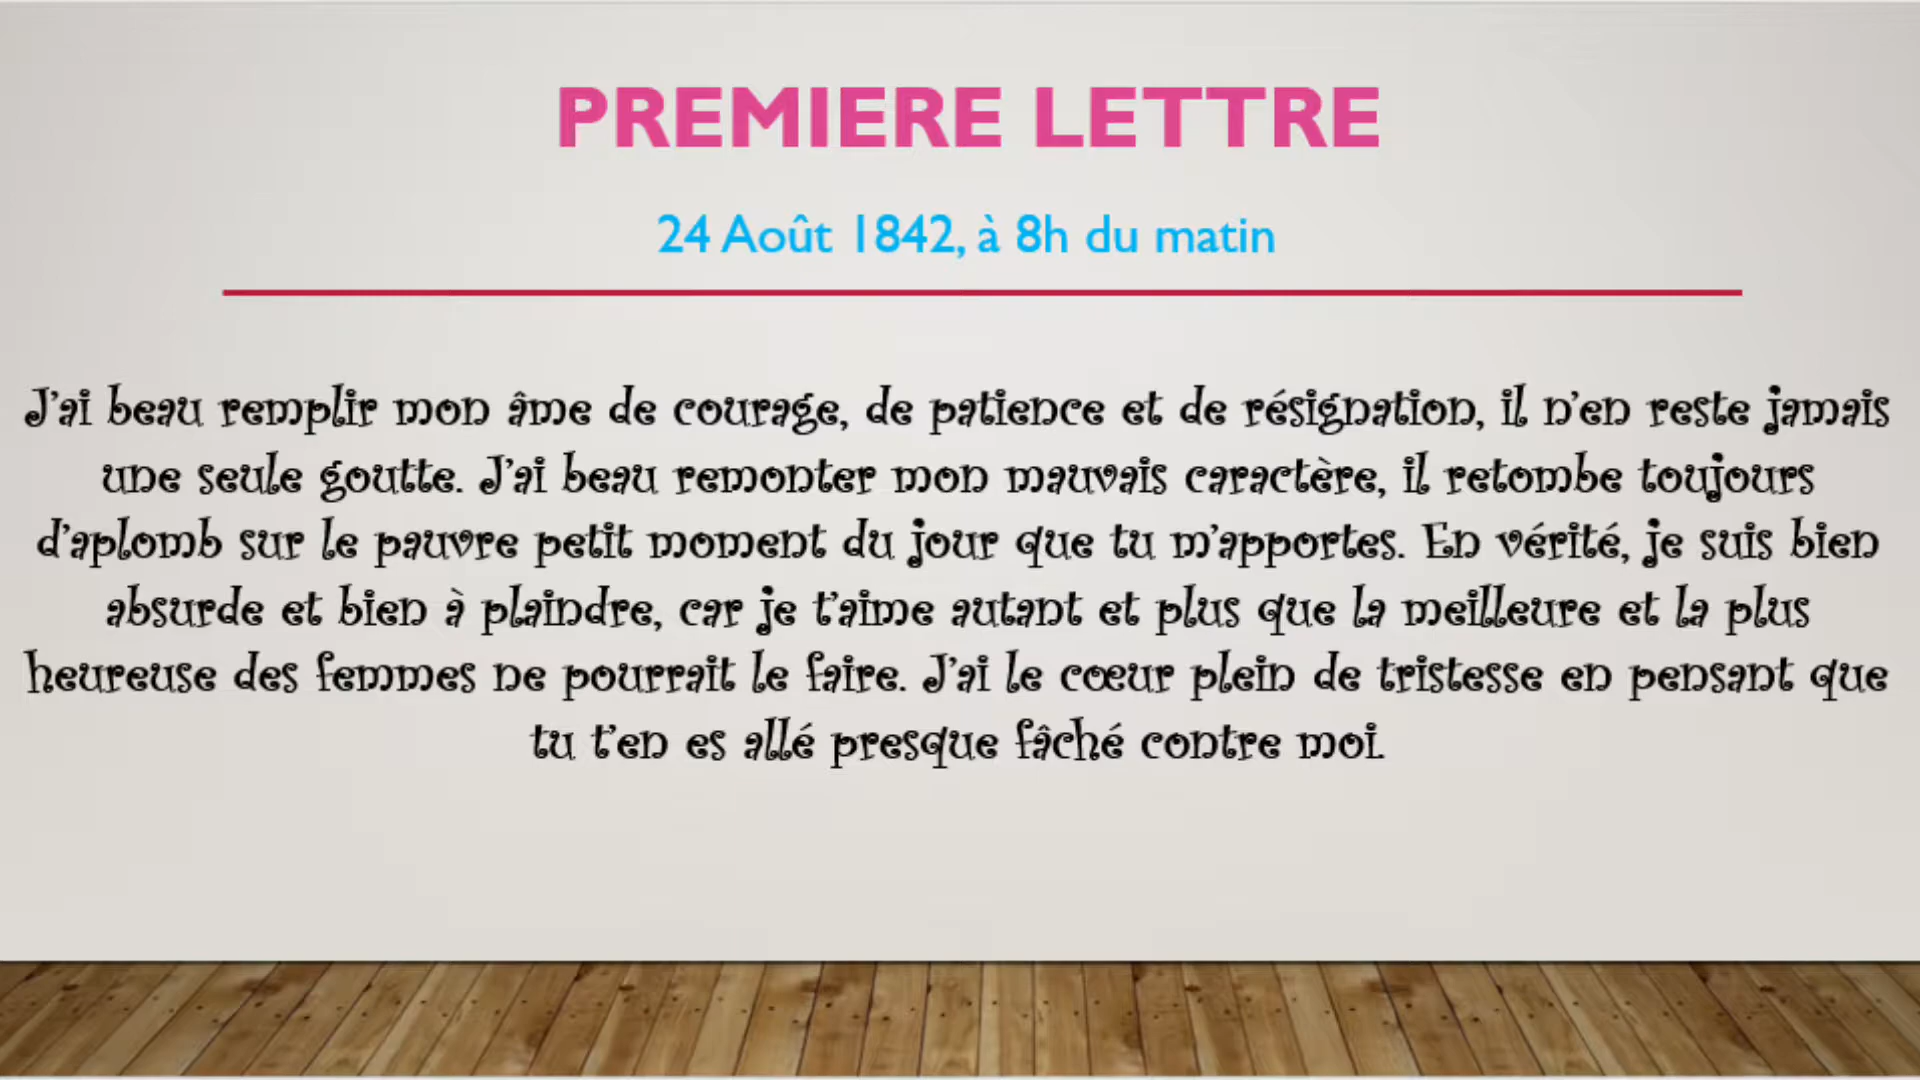 PREMIERE LETTRE
24 Août 1842, à 8h du matin
J'ai beau remplir mon âme de courage, de patience et de résignation, il n'en reste jamais
une seule goutte. J'ai beau remonter mon mauvais caractère, il retombe toujours
d'aplomb sur le pauvre petit moment du jour que tu m'apportes. En vérité, je suis bien
absurde et bien à plaindre, car je t'aime autant et plus que la meilleure et la plus
heureuse des femmes ne pourrait le faire. J'ai le cœur plein de tristesse en pensant que
tu t'en es allé presque fâché contre moi.